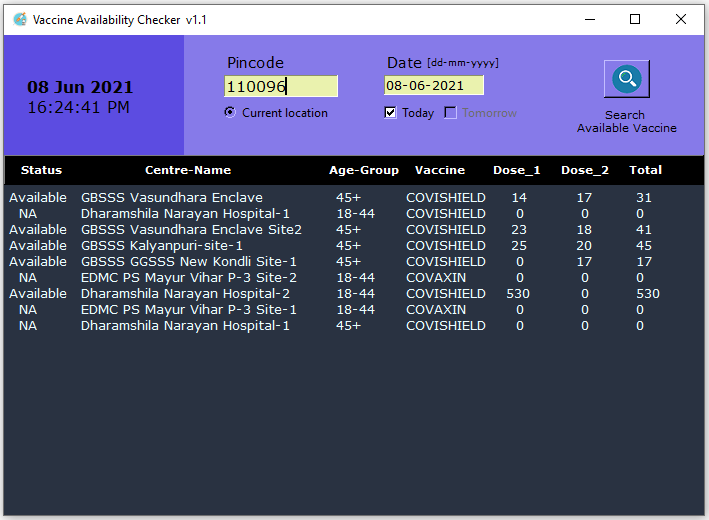 Vaccine Availability Checker v1.1
08 Jun 2021
16:24:41 PM
Pincode
110096
Current location
Date [dd-mm-yyyy]
08-06-2021
Today Tomorrow
Search
Available Vaccine
Status Centre-Name Age-Group Vaccine Dose_1 Dose_2 Total
Available GBSSS Vasundhara Enclave 45+ COVISHIELD 14 17 31
NA Dharamshila Narayan Hospital-1 18-44 COVISHIELD 0 0 0
Available GBSSS Vasundhara Enclave Site2 45+ COVISHIELD 23 18 41
Available GBSSS Kalyanpuri-site-1 45+ COVISHIELD 25 20 45
Available GBSSS GGSSS New Kondli Site-1 45+ COVISHIELD 0 17 17
NA EDMC PS Mayur Vihar P-3 Site-2 18-44 COVAXIN 0 0 0
Available Dharamshila Narayan Hospital-2 18-44 COVISHIELD 530 0 530
NA EDMC PS Mayur Vihar P-3 Site-1 18-44 COVAXIN 0 0 0
NA Dharamshila Narayan Hospital-1 45+ COVISHIELD 0 0 0